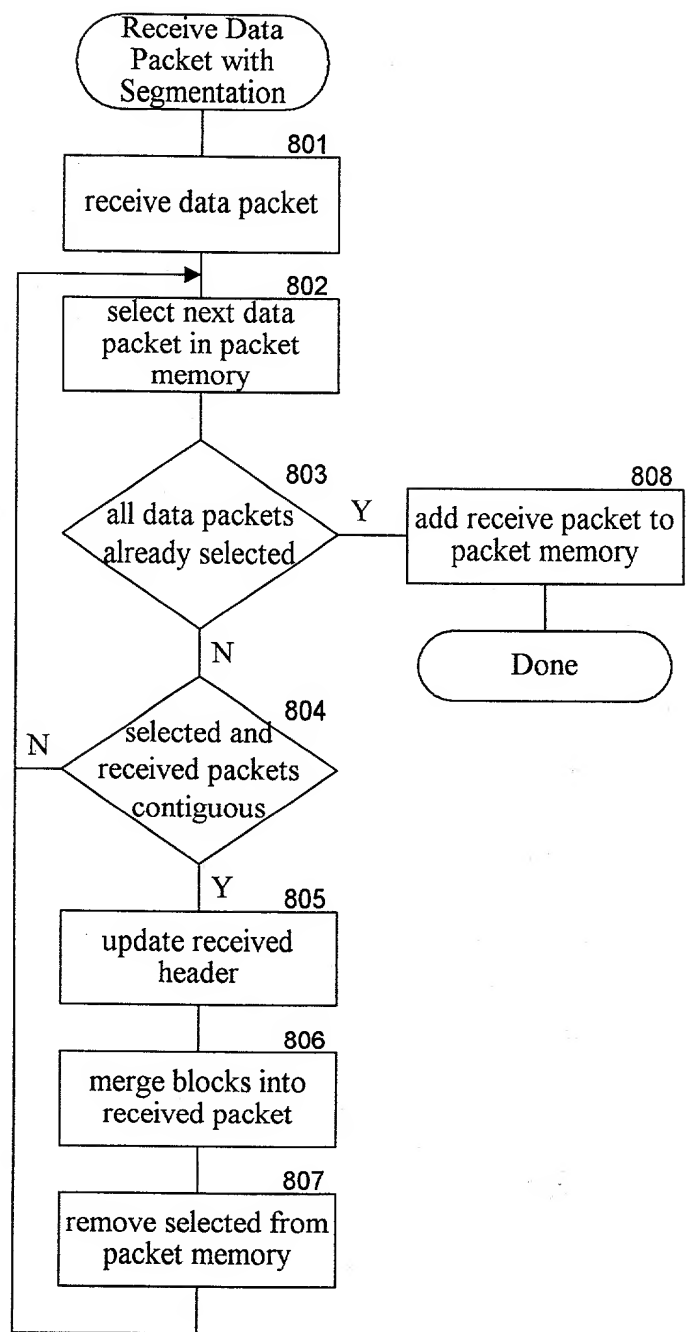 Receive Data
Packet with
Segmentation
801
receive data packet
802
select next data
packet in packet
memory
803
all data packets
already selected
Y
808
add receive packet to
packet memory
Done
N
804
selected and
received packets
contiguous
N
Y
805
update received
header
806
merge blocks into
received packet
807
remove selected from
packet memory